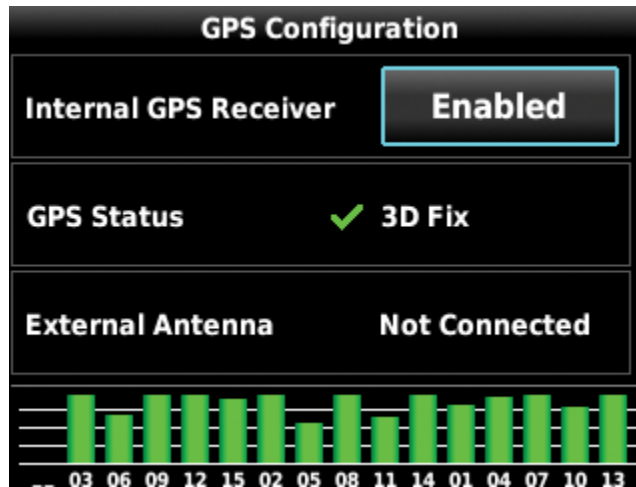 GPS Configuration
Internal GPS Receiver Enabled
GPS Status 3D Fix
External Antenna Not Connected
03 06 09 12 15 02 05 08 11 14 01 04 07 10 13